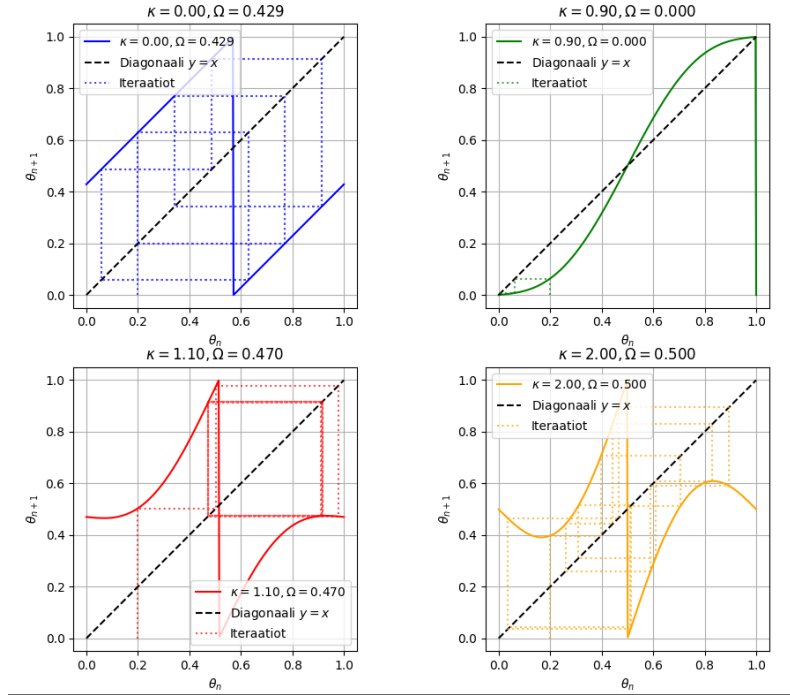 κ = 0.00, Ω = 0.429
κ = 0.00, Ω = 0.429
Diagonaali y = x
Iteraatiot
1.0
0.8
0.6
0.4
0.2
0.0
θn+1
0.0 0.2 0.4 0.6 0.8 1.0
θn
κ = 0.90, Ω = 0.000
κ = 0.90, Ω = 0.000
Diagonaali y = x
Iteraatiot
1.0
0.8
0.6
0.4
0.2
0.0
θn+1
0.0 0.2 0.4 0.6 0.8 1.0
θn
κ = 1.10, Ω = 0.470
1.0
0.8
0.6
0.4
0.2
0.0
θn+1
κ = 1.10, Ω = 0.470
Diagonaali y = x
Iteraatiot
0.0 0.2 0.4 0.6 0.8 1.0
θn
κ = 2.00, Ω = 0.500
κ = 2.00, Ω = 0.500
Diagonaali y = x
Iteraatiot
1.0
0.8
0.6
0.4
0.2
0.0
θn+1
0.0 0.2 0.4 0.6 0.8 1.0
θn